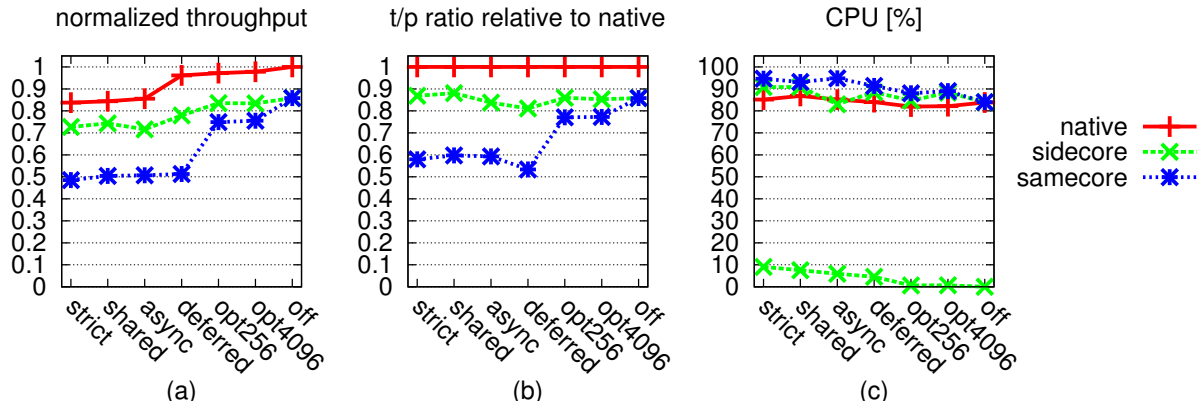 normalized throughput
1
0.9
0.8
0.7
0.6
0.5
0.4
0.3
0.2
0.1
0
strict
shared
async
deferred
opt256
opt4096
off
(a)
t/p ratio relative to native
1
0.9
0.8
0.7
0.6
0.5
0.4
0.3
0.2
0.1
0
strict
shared
async
deferred
opt256
opt4096
off
(b)
CPU [%]
100
90
80
70
60
50
40
30
20
10
0
strict
shared
async
deferred
opt256
opt4096
off
(c)
native
sidecore
samecore